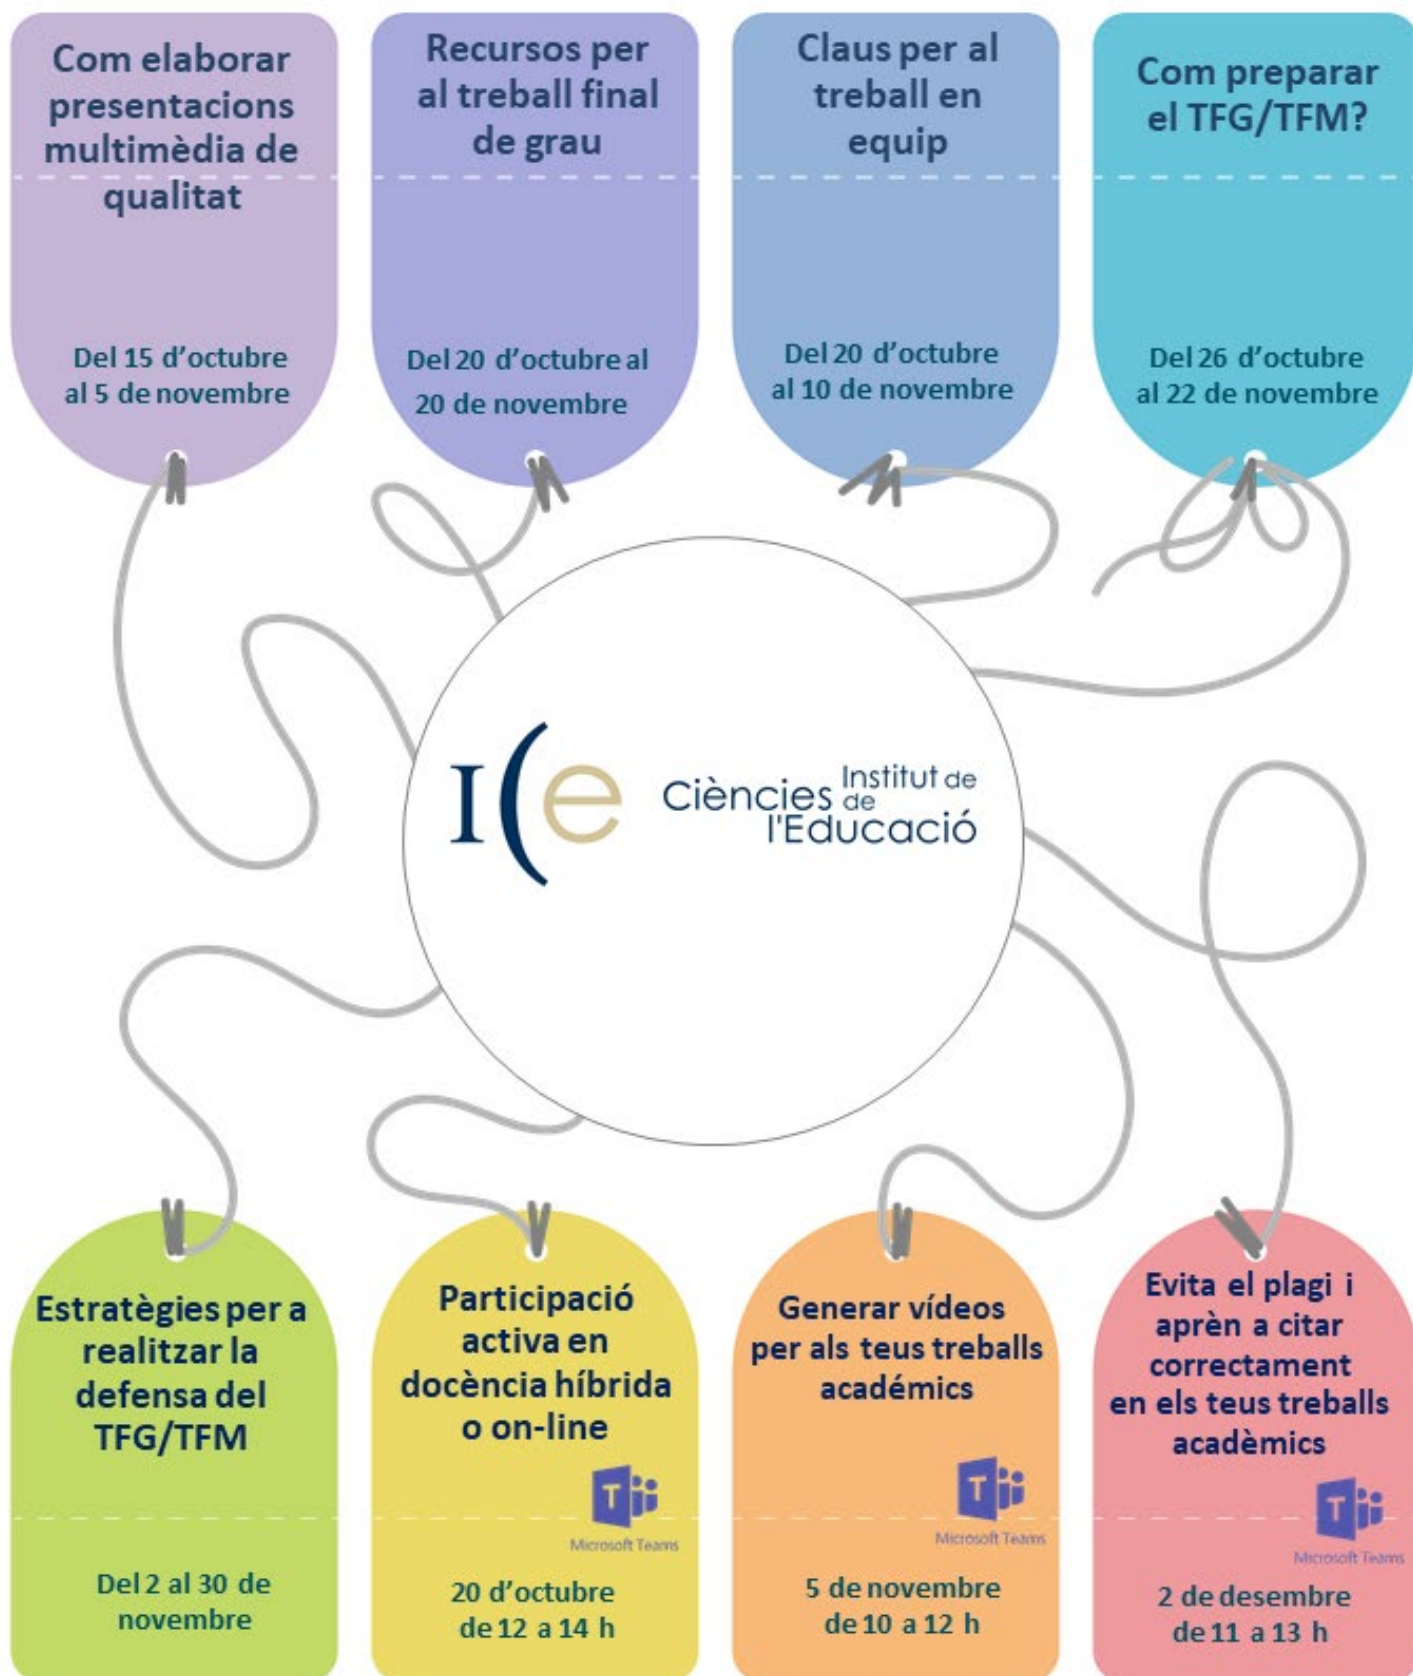 Com elaborar
presentacions
multimèdia de
qualitat
Del 15 d'octubre
al 5 de novembre
Recursos per
al treball final
de grau
Del 20 d'octubre al
20 de novembre
Claus per al
treball en
equip
Del 20 d'octubre
al 10 de novembre
Com preparar
el TFG/TFM?
Del 26 d'octubre
al 22 de novembre
Ice
Institut de
Ciències de
l'Educació
Estratègies per a
realitzar la
defensa del
TFG/TFM
Del 2 al 30 de
novembre
Participació
activa en
docència híbrida
o on-line
T
Microsoft Teams
20 d'octubre
de 12 a 14 h
Generar vídeos
per als teus treballs
académics
T
Microsoft Teams
5 de novembre
de 10 a 12 h
Evita el plagi i
aprèn a citar
correctament
en els teus treballs
acadèmics
T
Microsoft Teams
2 de desembre
de 11 a 13 h